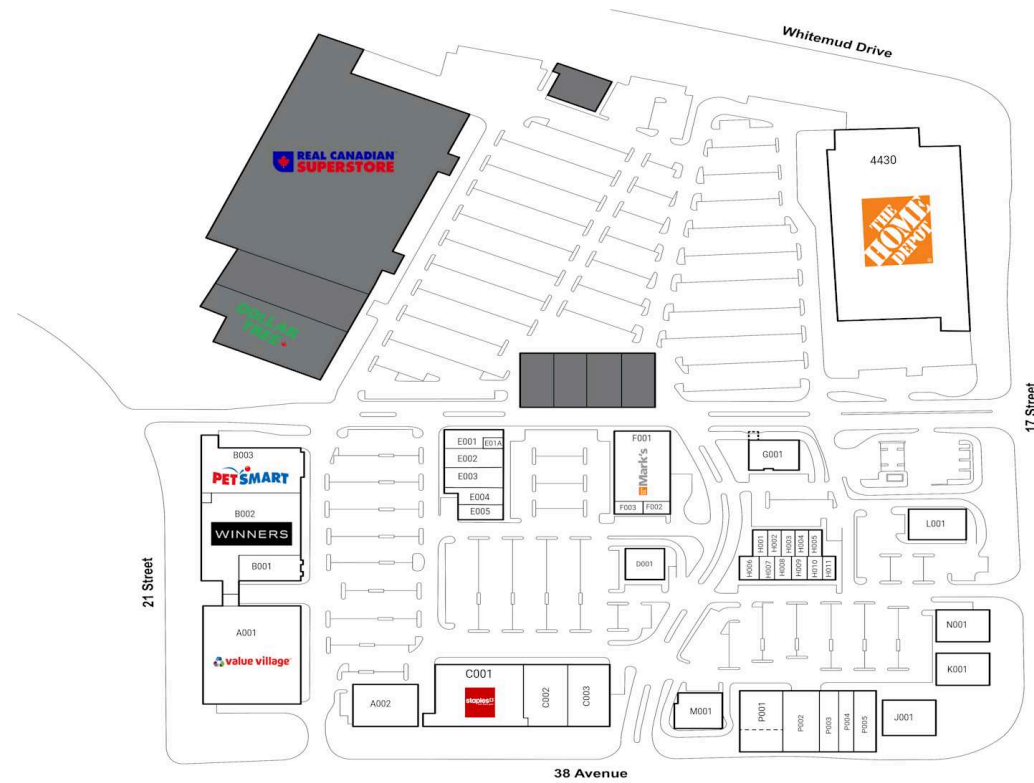 Whitemud Drive
REAL CANADIAN
SUPERSTORE
4430
THE
HOME
DEPOT
DOLLAR
TREE
17 Street
E001
E01A
E002
E003
E004
E005
F001
Mark's
F003
F002
G001
B003
PETSMART
B002
WINNERS
B001
L001
H001
H002
H003
H004
H005
H006
H007
H008
H009
H010
H011
D001
21 Street
A001
value village
N001
K001
C001
staples
C002
C003
A002
M001
P001
P002
P003
P004
P005
J001
38 Avenue